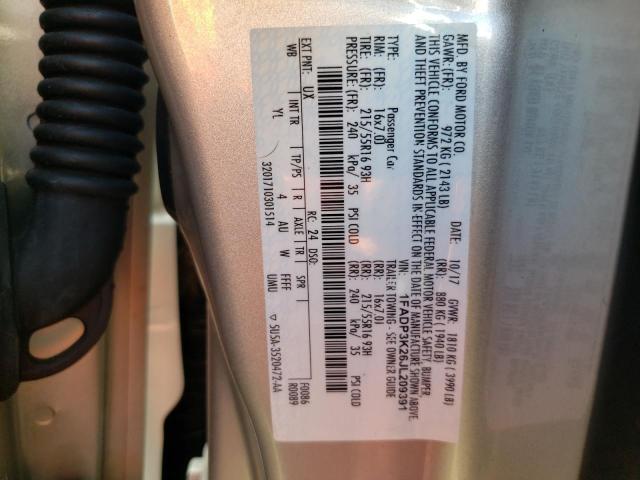 MFD. BY FORD MOTOR CO.
DATE: 10/17 GVWR: 1810 KG ( 3990 LB)
GAWR: (FR): 972 KG ( 2143 LB) (RR): 880 KG ( 1940 LB)
THIS VEHICLE CONFORMS TO ALL APPLICABLE FEDERAL MOTOR VEHICLE SAFETY, BUMPER,
AND THEFT PREVENTION STANDARDS IN EFFECT ON THE DATE OF MANUFACTURE SHOWN ABOVE.
VIN: 1FADP3K26JL209391
TYPE: Passenger Car TRAILER TOWING - SEE OWNER GUIDE
RIM: (FR): 16x7.0J (RR): 16x7.0J
TIRE: (FR): 215/55R16 93H (RR): 215/55R16 93H
PRESSURE: (FR): 240 kPa/ 35 PSI COLD (RR): 240 kPa/ 35 PSI COLD
EXT PNT: UX RC: 24 DSO: F0086
WB INT TR TP/PS R AXLE TR SPR R0089
YL 4 AU W FFFF
3201710301514 UMU ▽ 5U5A-3520472-AA